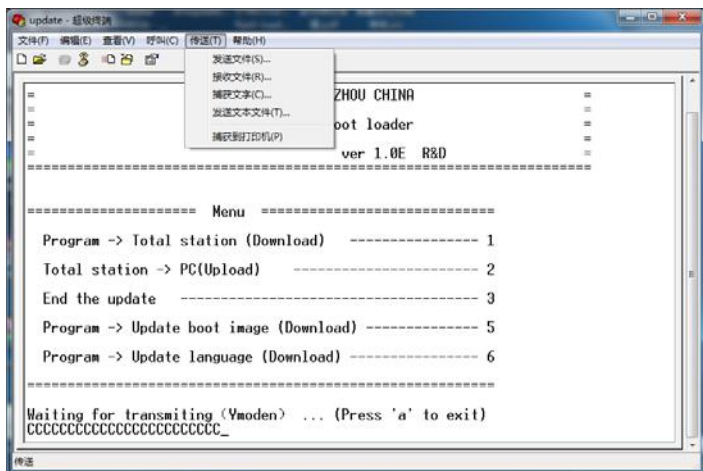 update - 超级终端
文件(F) 编辑(E) 查看(V) 呼叫(C) 传送(T) 帮助(H)
发送文件(S)...
接收文件(R)...
捕获文字(C)...
发送文本文件(T)...
捕获到打印机(P)
= ZHOU CHINA =
= =
= oot loader =
= =
= ver 1.0E R&D =
======================================================================
===================== Menu =============================
Program -> Total station (Download) ---------------- 1
Total station -> PC(Upload) ----------------------- 2
End the update ------------------------------------- 3
Program -> Update boot image (Download) -------------- 5
Program -> Update language (Download) ---------------- 6
==========================================================
Waiting for transmiting (Ymoden) ... (Press 'a' to exit)
CCCCCCCCCCCCCCCCCCCCCCCC_
传送